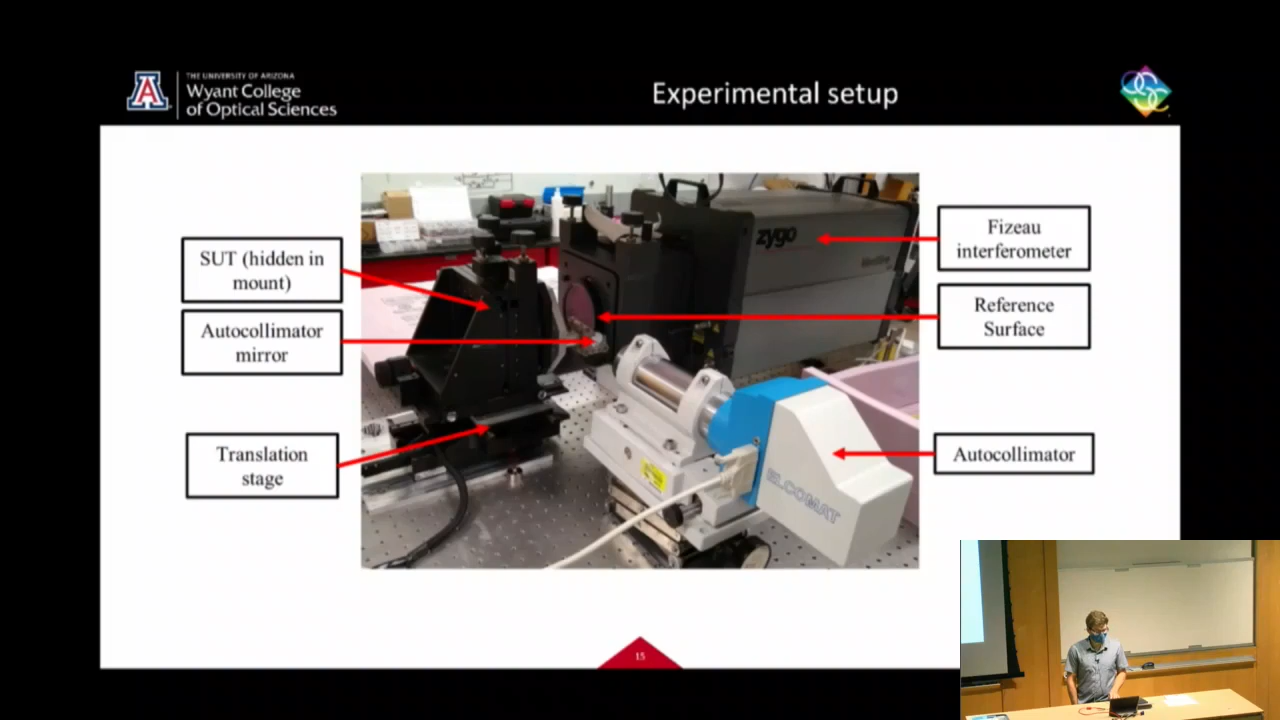 THE UNIVERSITY OF ARIZONA
Wyant College
of Optical Sciences
Experimental setup
SUT (hidden in
mount)
Autocollimator
mirror
Translation
stage
Fizeau
interferometer
Reference
Surface
Autocollimator
zygo
ELCOMAT
15